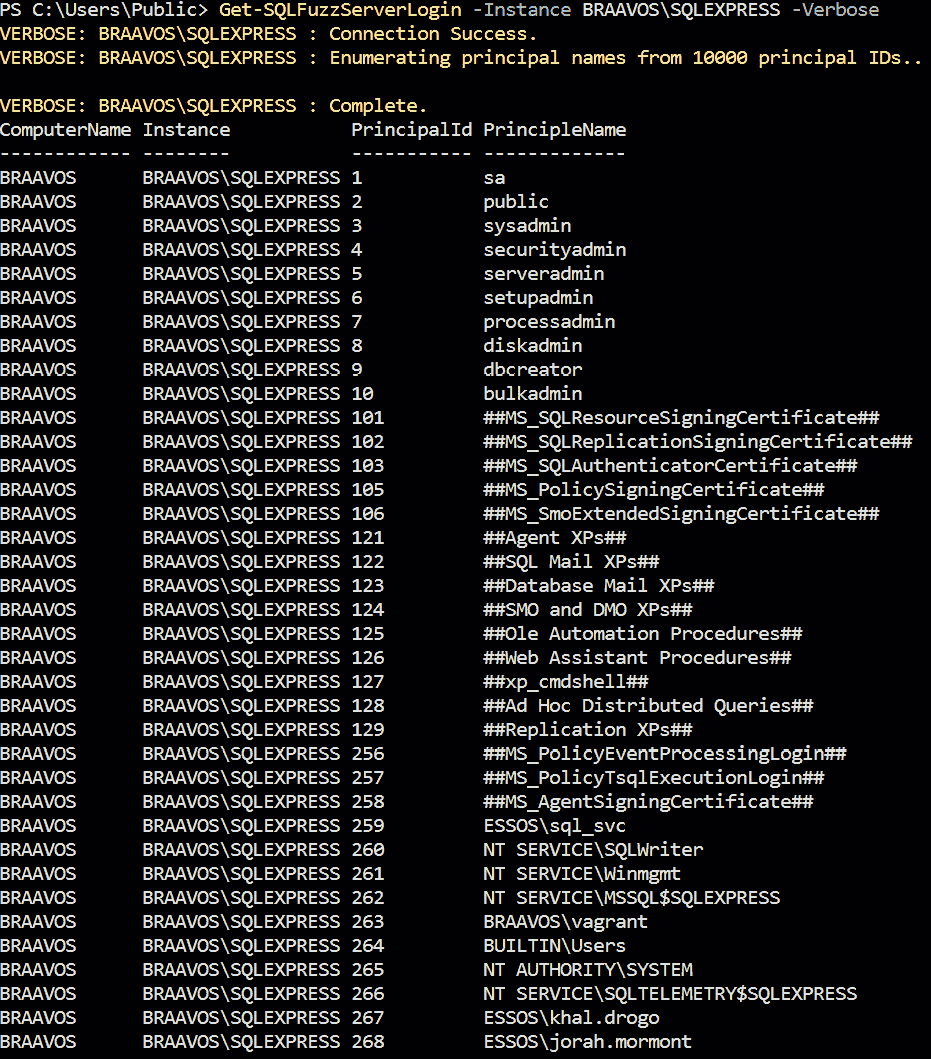 PS C:\Users\Public> Get-SQLFuzzServerLogin -Instance BRAAVOS\SQLEXPRESS -Verbose
VERBOSE: BRAAVOS\SQLEXPRESS : Connection Success.
VERBOSE: BRAAVOS\SQLEXPRESS : Enumerating principal names from 10000 principal IDs..
VERBOSE: BRAAVOS\SQLEXPRESS : Complete.
ComputerName Instance           PrincipalId PrincipleName
------------ --------           ----------- -------------
BRAAVOS      BRAAVOS\SQLEXPRESS 1           sa
BRAAVOS      BRAAVOS\SQLEXPRESS 2           public
BRAAVOS      BRAAVOS\SQLEXPRESS 3           sysadmin
BRAAVOS      BRAAVOS\SQLEXPRESS 4           securityadmin
BRAAVOS      BRAAVOS\SQLEXPRESS 5           serveradmin
BRAAVOS      BRAAVOS\SQLEXPRESS 6           setupadmin
BRAAVOS      BRAAVOS\SQLEXPRESS 7           processadmin
BRAAVOS      BRAAVOS\SQLEXPRESS 8           diskadmin
BRAAVOS      BRAAVOS\SQLEXPRESS 9           dbcreator
BRAAVOS      BRAAVOS\SQLEXPRESS 10          bulkadmin
BRAAVOS      BRAAVOS\SQLEXPRESS 101         ##MS_SQLResourceSigningCertificate##
BRAAVOS      BRAAVOS\SQLEXPRESS 102         ##MS_SQLReplicationSigningCertificate##
BRAAVOS      BRAAVOS\SQLEXPRESS 103         ##MS_SQLAuthenticatorCertificate##
BRAAVOS      BRAAVOS\SQLEXPRESS 105         ##MS_PolicySigningCertificate##
BRAAVOS      BRAAVOS\SQLEXPRESS 106         ##MS_SmoExtendedSigningCertificate##
BRAAVOS      BRAAVOS\SQLEXPRESS 121         ##Agent XPs##
BRAAVOS      BRAAVOS\SQLEXPRESS 122         ##SQL Mail XPs##
BRAAVOS      BRAAVOS\SQLEXPRESS 123         ##Database Mail XPs##
BRAAVOS      BRAAVOS\SQLEXPRESS 124         ##SMO and DMO XPs##
BRAAVOS      BRAAVOS\SQLEXPRESS 125         ##Ole Automation Procedures##
BRAAVOS      BRAAVOS\SQLEXPRESS 126         ##Web Assistant Procedures##
BRAAVOS      BRAAVOS\SQLEXPRESS 127         ##xp_cmdshell##
BRAAVOS      BRAAVOS\SQLEXPRESS 128         ##Ad Hoc Distributed Queries##
BRAAVOS      BRAAVOS\SQLEXPRESS 129         ##Replication XPs##
BRAAVOS      BRAAVOS\SQLEXPRESS 256         ##MS_PolicyEventProcessingLogin##
BRAAVOS      BRAAVOS\SQLEXPRESS 257         ##MS_PolicyTsqlExecutionLogin##
BRAAVOS      BRAAVOS\SQLEXPRESS 258         ##MS_AgentSigningCertificate##
BRAAVOS      BRAAVOS\SQLEXPRESS 259         ESSOS\sql_svc
BRAAVOS      BRAAVOS\SQLEXPRESS 260         NT SERVICE\SQLWriter
BRAAVOS      BRAAVOS\SQLEXPRESS 261         NT SERVICE\Winmgmt
BRAAVOS      BRAAVOS\SQLEXPRESS 262         NT SERVICE\MSSQL$SQLEXPRESS
BRAAVOS      BRAAVOS\SQLEXPRESS 263         BRAAVOS\vagrant
BRAAVOS      BRAAVOS\SQLEXPRESS 264         BUILTIN\Users
BRAAVOS      BRAAVOS\SQLEXPRESS 265         NT AUTHORITY\SYSTEM
BRAAVOS      BRAAVOS\SQLEXPRESS 266         NT SERVICE\SQLTELEMETRY$SQLEXPRESS
BRAAVOS      BRAAVOS\SQLEXPRESS 267         ESSOS\khal.drogo
BRAAVOS      BRAAVOS\SQLEXPRESS 268         ESSOS\jorah.mormont